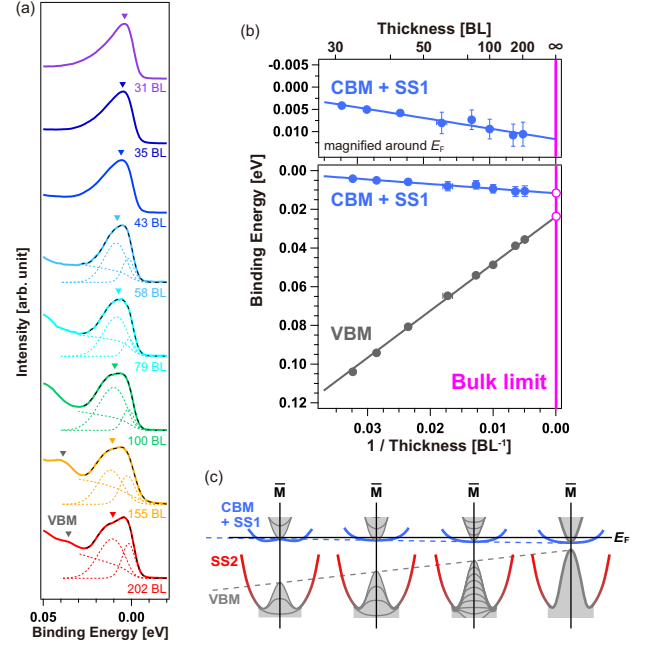 (a)
31 BL
35 BL
43 BL
58 BL
79 BL
100 BL
155 BL
VBM
202 BL
Intensity [arb. unit]
0.05
0.00
Binding Energy [eV]
(b)
Thickness [BL]
30
50
100
200
∞
-0.005
0.000
0.005
0.010
CBM + SS1
magnified around EF
0.00
0.02
0.04
0.06
0.08
0.10
0.12
CBM + SS1
VBM
Bulk limit
Binding Energy [eV]
0.03
0.02
0.01
0.00
1 / Thickness [BL-1]
(c)
M̅ M̅ M̅ M̅
CBM
+ SS1
EF
SS2
VBM